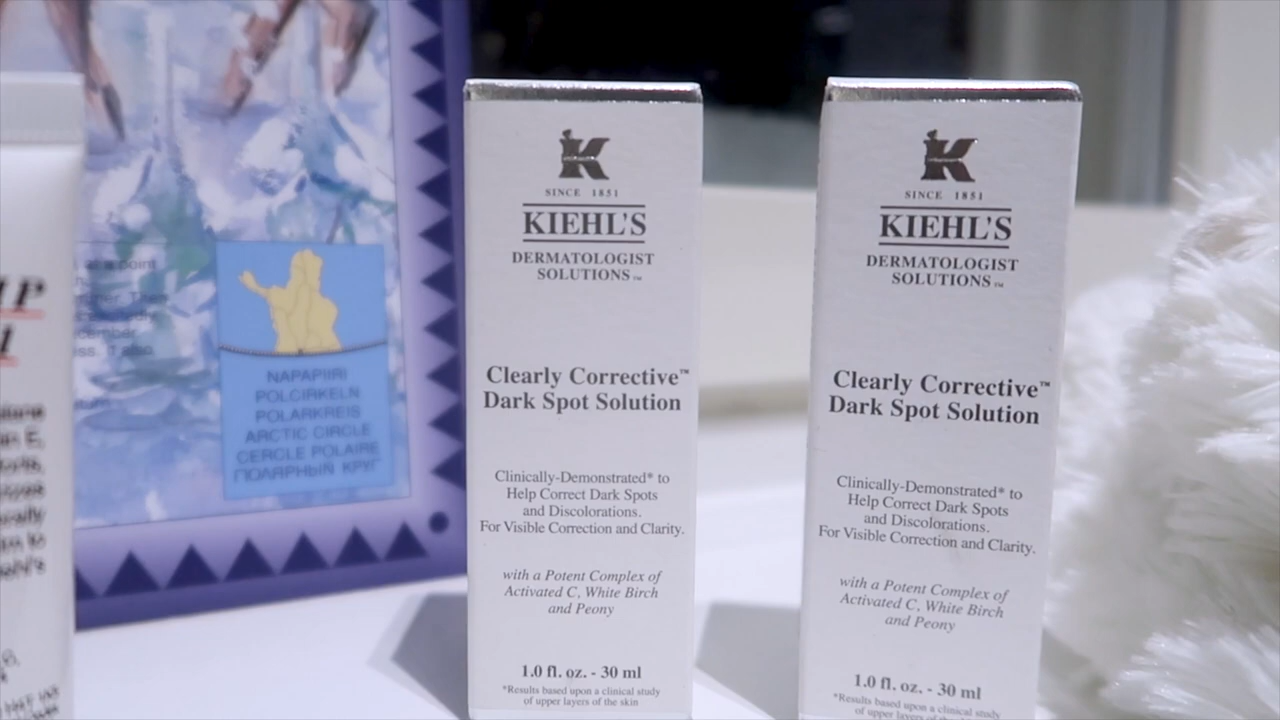 NAPAPIIRI
POLCIRKELN
POLARKREIS
ARCTIC CIRCLE
CERCLE POLAIRE
ПОЛЯРНЫЙ КРУГ
K
SINCE 1851
KIEHL'S
DERMATOLOGIST
SOLUTIONS™
Clearly Corrective™
Dark Spot Solution
Clinically-Demonstrated* to
Help Correct Dark Spots
and Discolorations.
For Visible Correction and Clarity.
with a Potent Complex of
Activated C, White Birch
and Peony
1.0 fl. oz. - 30 ml
*Results based upon a clinical study
of upper layers of the skin
K
SINCE 1851
KIEHL'S
DERMATOLOGIST
SOLUTIONS™
Clearly Corrective™
Dark Spot Solution
Clinically-Demonstrated* to
Help Correct Dark Spots
and Discolorations.
For Visible Correction and Clarity.
with a Potent Complex of
Activated C, White Birch
and Peony
1.0 fl. oz. - 30 ml
*Results based upon a clinical study
of upper layers of the